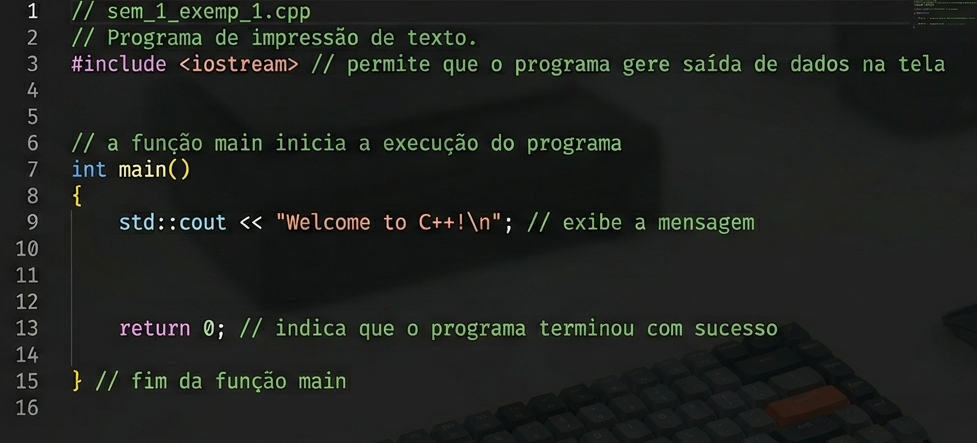 1 // sem_1_exemp_1.cpp
2 // Programa de impressão de texto.
3 #include <iostream> // permite que o programa gere saída de dados na tela
4
5
6 // a função main inicia a execução do programa
7 int main()
8 {
9 std::cout << "Welcome to C++!\n"; // exibe a mensagem
10
11
12
13 return 0; // indica que o programa terminou com sucesso
14
15 } // fim da função main
16